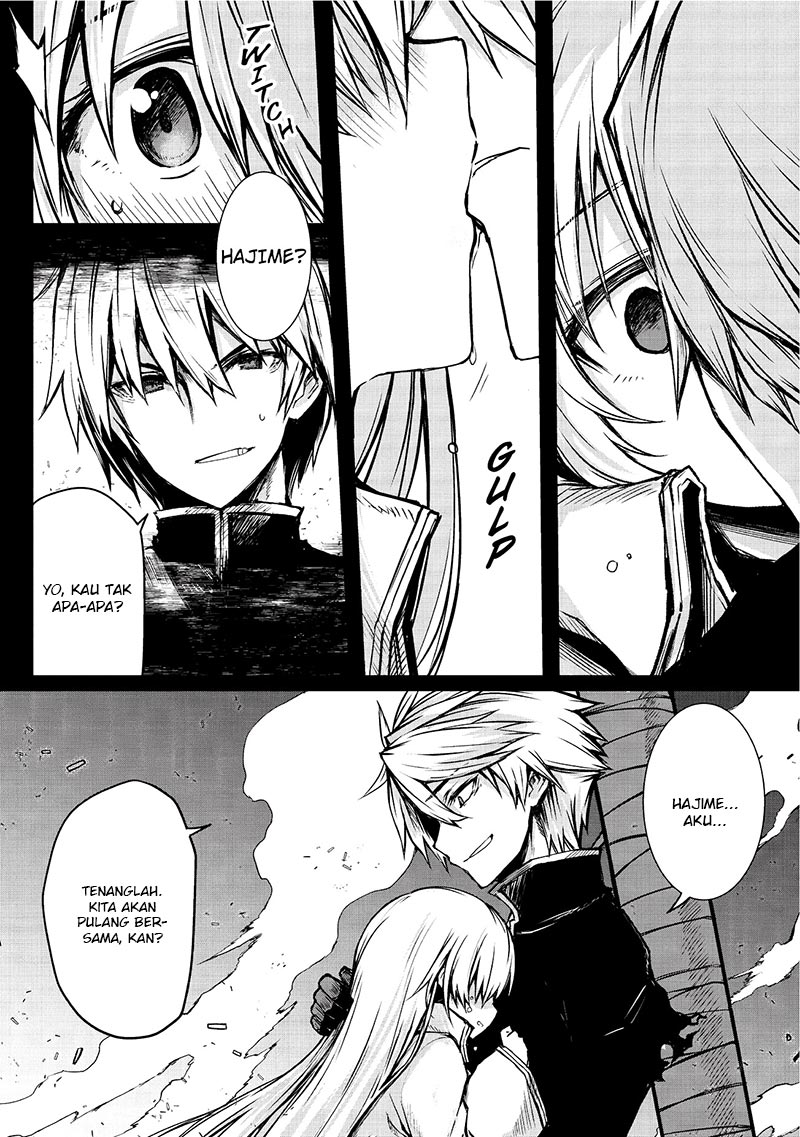 TWITCH
HAJIME?
YO, KAU TAK
APA-APA?
GULP
HAJIME...
AKU...
TENANGLAH.
KITA AKAN
PULANG BER-
SAMA, KAN?